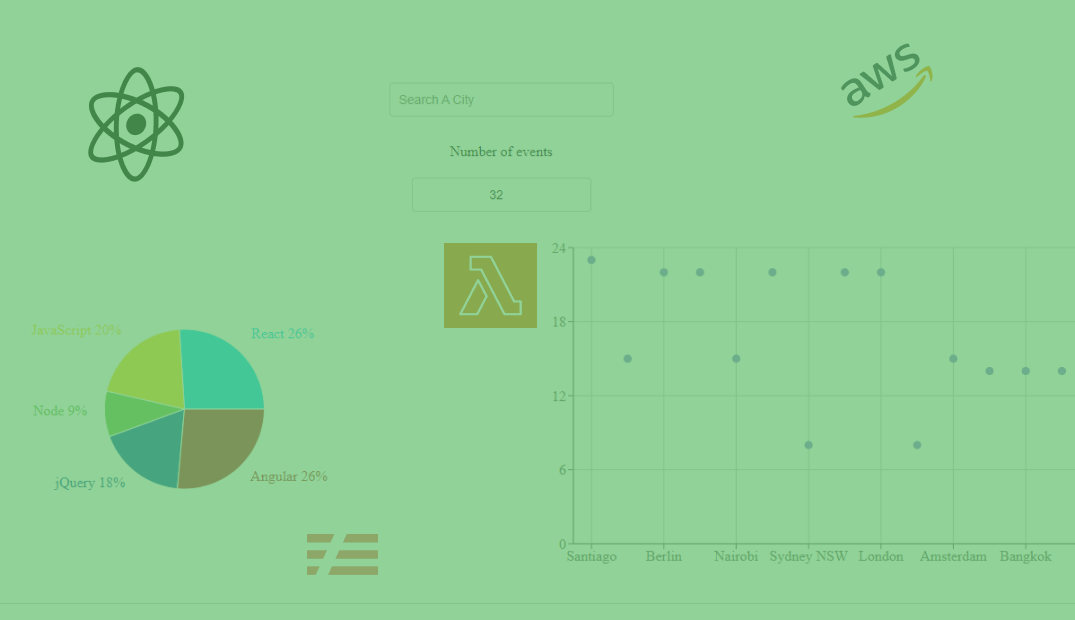 aws
Search A City
Number of events
32
JavaScript 20%
React 26%
Node 9%
jQuery 18%
Angular 26%
24
18
12
6
0
Santiago Berlin Nairobi Sydney NSW London Amsterdam Bangkok